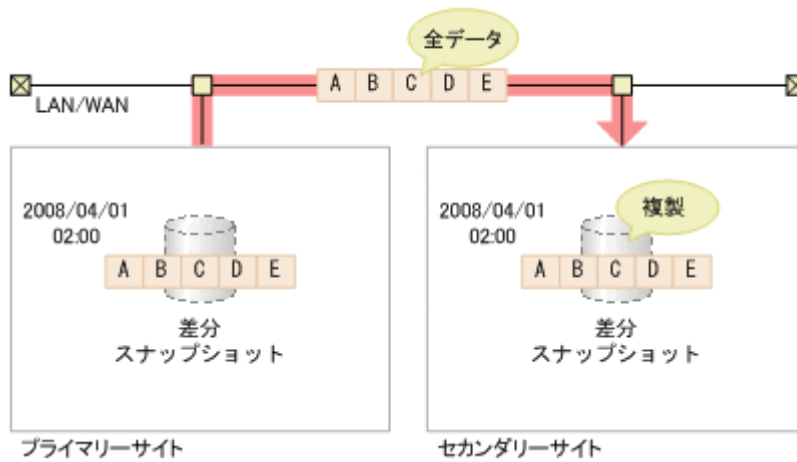 全データ
A B C D E
LAN/WAN
2008/04/01
02:00
A B C D E
差分
スナップショット
プライマリーサイト
2008/04/01
02:00
複製
A B C D E
差分
スナップショット
セカンダリーサイト